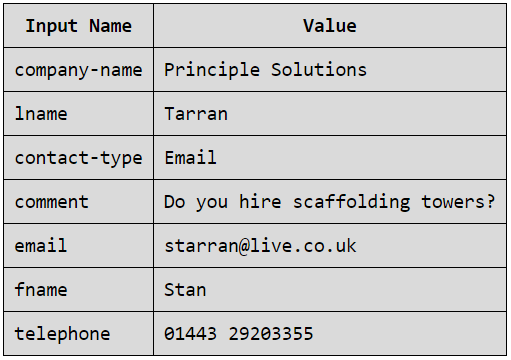 Input Name Value
company-name Principle Solutions
lname Tarran
contact-type Email
comment Do you hire scaffolding towers?
email starran@live.co.uk
fname Stan
telephone 01443 29203355